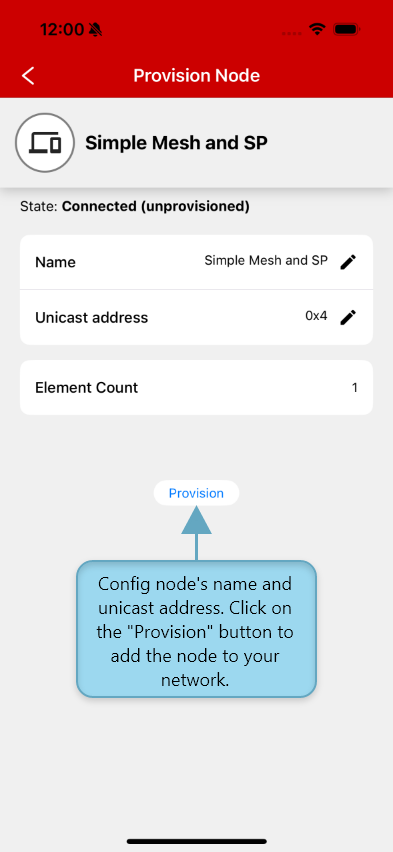 12:00
Provision Node
Simple Mesh and SP
State: Connected (unprovisioned)
Name Simple Mesh and SP
Unicast address 0x4
Element Count 1
Provision
Config node's name and
unicast address. Click on
the "Provision" button to
add the node to your
network.